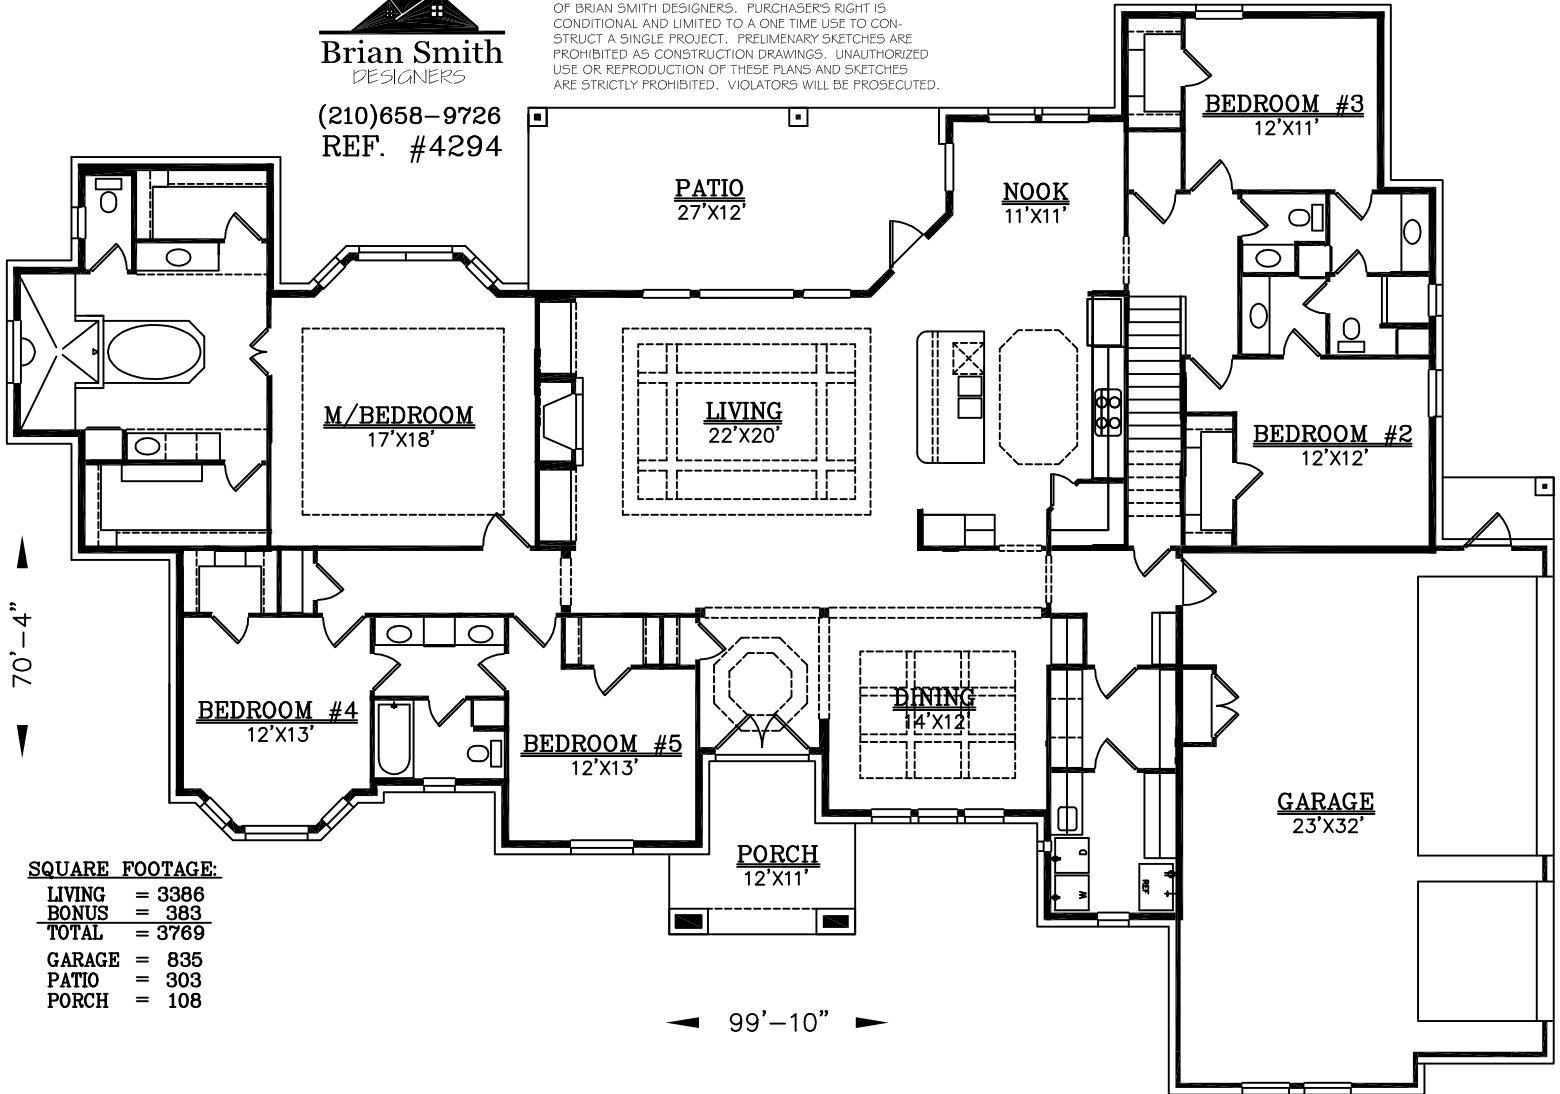 OF BRIAN SMITH DESIGNERS. PURCHASER'S RIGHT IS
CONDITIONAL AND LIMITED TO A ONE TIME USE TO CON-
STRUCT A SINGLE PROJECT. PRELIMENARY SKETCHES ARE
PROHIBITED AS CONSTRUCTION DRAWINGS. UNAUTHORIZED
USE OR REPRODUCTION OF THESE PLANS AND SKETCHES
ARE STRICTLY PROHIBITED. VIOLATORS WILL BE PROSECUTED.
Brian Smith
DESIGNERS
(210)658-9726
REF. #4294
BEDROOM #3
12'X11'
PATIO
27'X12'
NOOK
11'X11'
M/BEDROOM
17'X18'
LIVING
22'X20'
BEDROOM #2
12'X12'
70'-4"
BEDROOM #4
12'X13'
BEDROOM #5
12'X13'
DINING
14'X12'
GARAGE
23'X32'
PORCH
12'X11'
D
W
REF
SQUARE FOOTAGE:
LIVING = 3386
BONUS = 383
TOTAL = 3769
GARAGE = 835
PATIO = 303
PORCH = 108
99'-10"